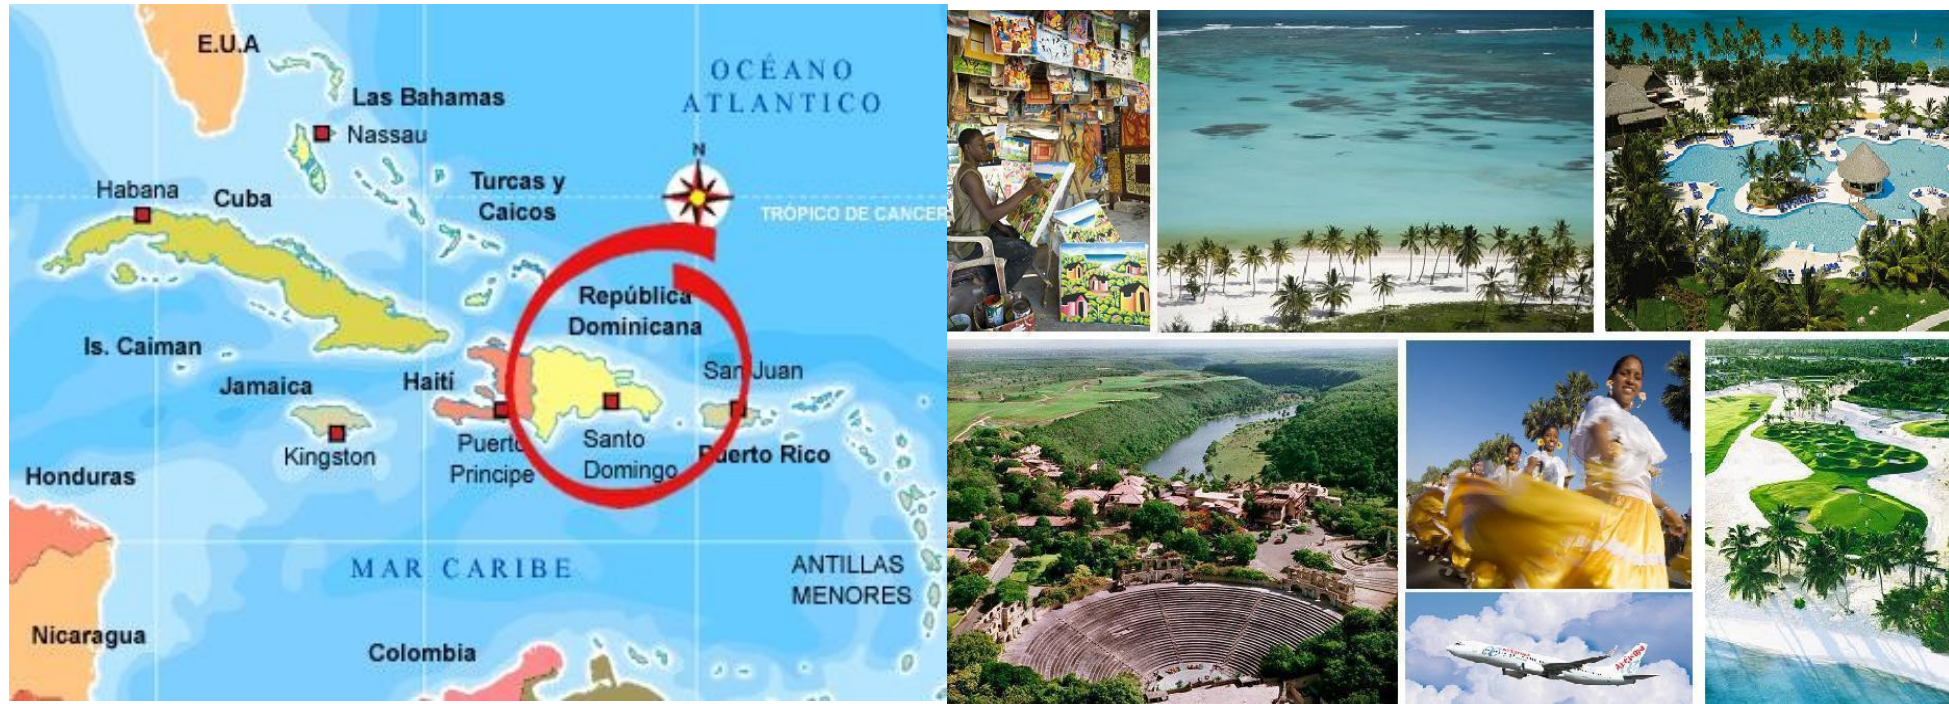 E.U.A
OCÉANO
ATLANTICO
Las Bahamas
Nassau
N
Habana
Cuba
Turcas y
Caicos
TRÓPICO DE CANCER
República
Dominicana
Is. Caiman
Jamaica
Haití
San Juan
Kingston
Puerto
Principe
Santo
Domingo
Puerto Rico
Honduras
MAR CARIBE
ANTILLAS
MENORES
Nicaragua
Colombia